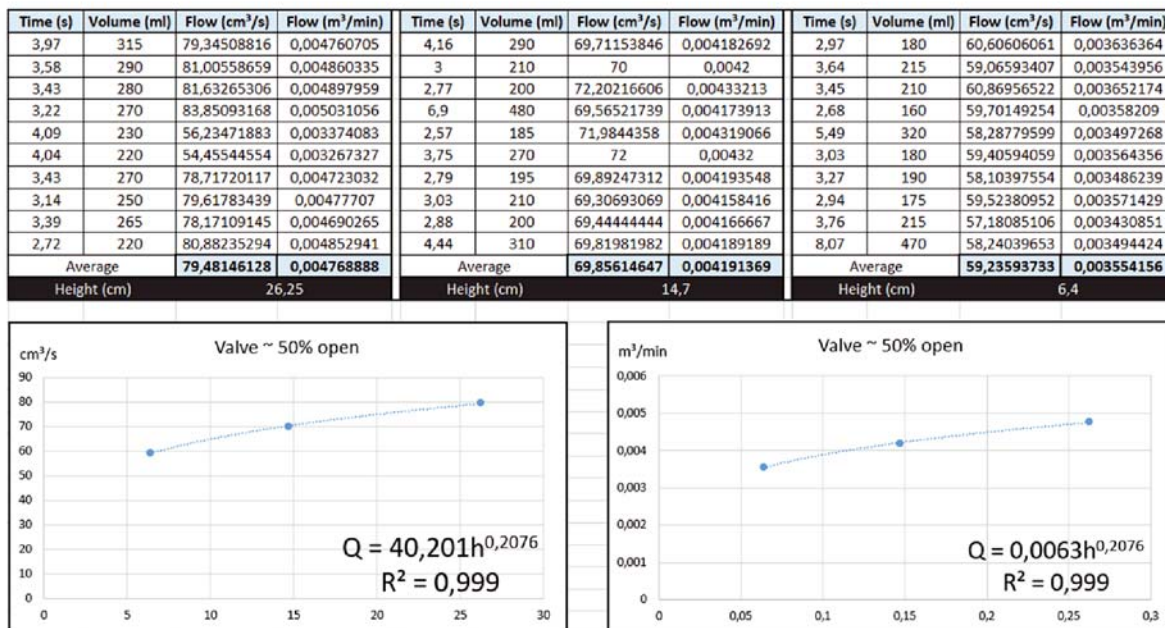 Time (s) Volume (ml) Flow (cm³/s) Flow (m³/min) Time (s) Volume (ml) Flow (cm³/s) Flow (m³/min) Time (s) Volume (ml) Flow (cm³/s) Flow (m³/min)
3,97 315 79,34508816 0,004760705 4,16 290 69,71153846 0,004182692 2,97 180 60,60606061 0,003636364
3,58 290 81,00558659 0,004860335 3 210 70 0,0042 3,64 215 59,06593407 0,003543956
3,43 280 81,63265306 0,004897959 2,77 200 72,20216606 0,00433213 3,45 210 60,86956522 0,003652174
3,22 270 83,85093168 0,005031056 6,9 480 69,56521739 0,004173913 2,68 160 59,70149254 0,00358209
4,09 230 56,23471883 0,003374083 2,57 185 71,9844358 0,004319066 5,49 320 58,28779599 0,003497268
4,04 220 54,45544554 0,003267327 3,75 270 72 0,00432 3,03 180 59,40594059 0,003564356
3,43 270 78,71720117 0,004723032 2,79 195 69,89247312 0,004193548 3,27 190 58,10397554 0,003486239
3,14 250 79,61783439 0,00477707 3,03 210 69,30693069 0,004158416 2,94 175 59,52380952 0,003571429
3,39 265 78,17109145 0,004690265 2,88 200 69,44444444 0,004166667 3,76 215 57,18085106 0,003430851
2,72 220 80,88235294 0,004852941 4,44 310 69,81981982 0,004189189 8,07 470 58,24039653 0,003494424
Average 79,48146128 0,004768888 Average 69,85614647 0,004191369 Average 59,23593733 0,003554156
Height (cm) 26,25 Height (cm) 14,7 Height (cm) 6,4
Valve ~ 50% open
cm³/s
90
80
70
60
50
40
30
20
10
0
Q = 40,201h^0,2076
R² = 0,999
0 5 10 15 20 25 30
Valve ~ 50% open
m³/min
0,006
0,005
0,004
0,003
0,002
0,001
0
Q = 0,0063h^0,2076
R² = 0,999
0 0,05 0,1 0,15 0,2 0,25 0,3